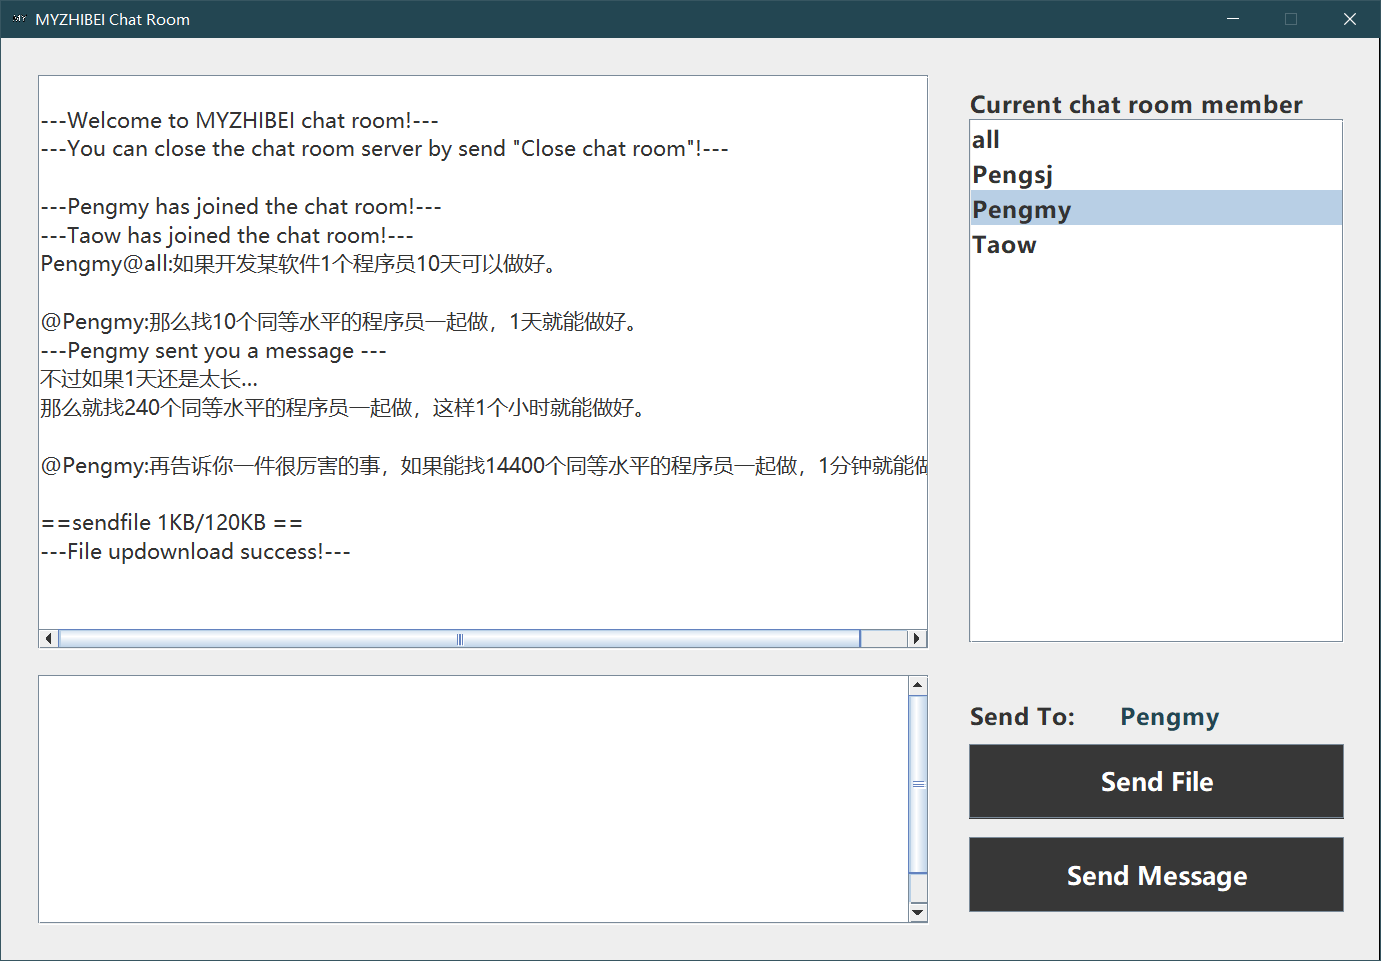 MYZHIBEI Chat Room
---Welcome to MYZHIBEI chat room!---
---You can close the chat room server by send "Close chat room"!---
---Pengmy has joined the chat room!---
---Taow has joined the chat room!---
Pengmy@all:如果开发某软件1个程序员10天可以做好。
@Pengmy:那么找10个同等水平的程序员一起做，1天就能做好。
---Pengmy sent you a message ---
不过如果1天还是太长...
那么就找240个同等水平的程序员一起做，这样1个小时就能做好。
@Pengmy:再告诉你一件很厉害的事，如果能找14400个同等水平的程序员一起做，1分钟就能做
==sendfile 1KB/120KB ==
---File updownload success!---
Current chat room member
all
Pengsj
Pengmy
Taow
Send To: Pengmy
Send File
Send Message